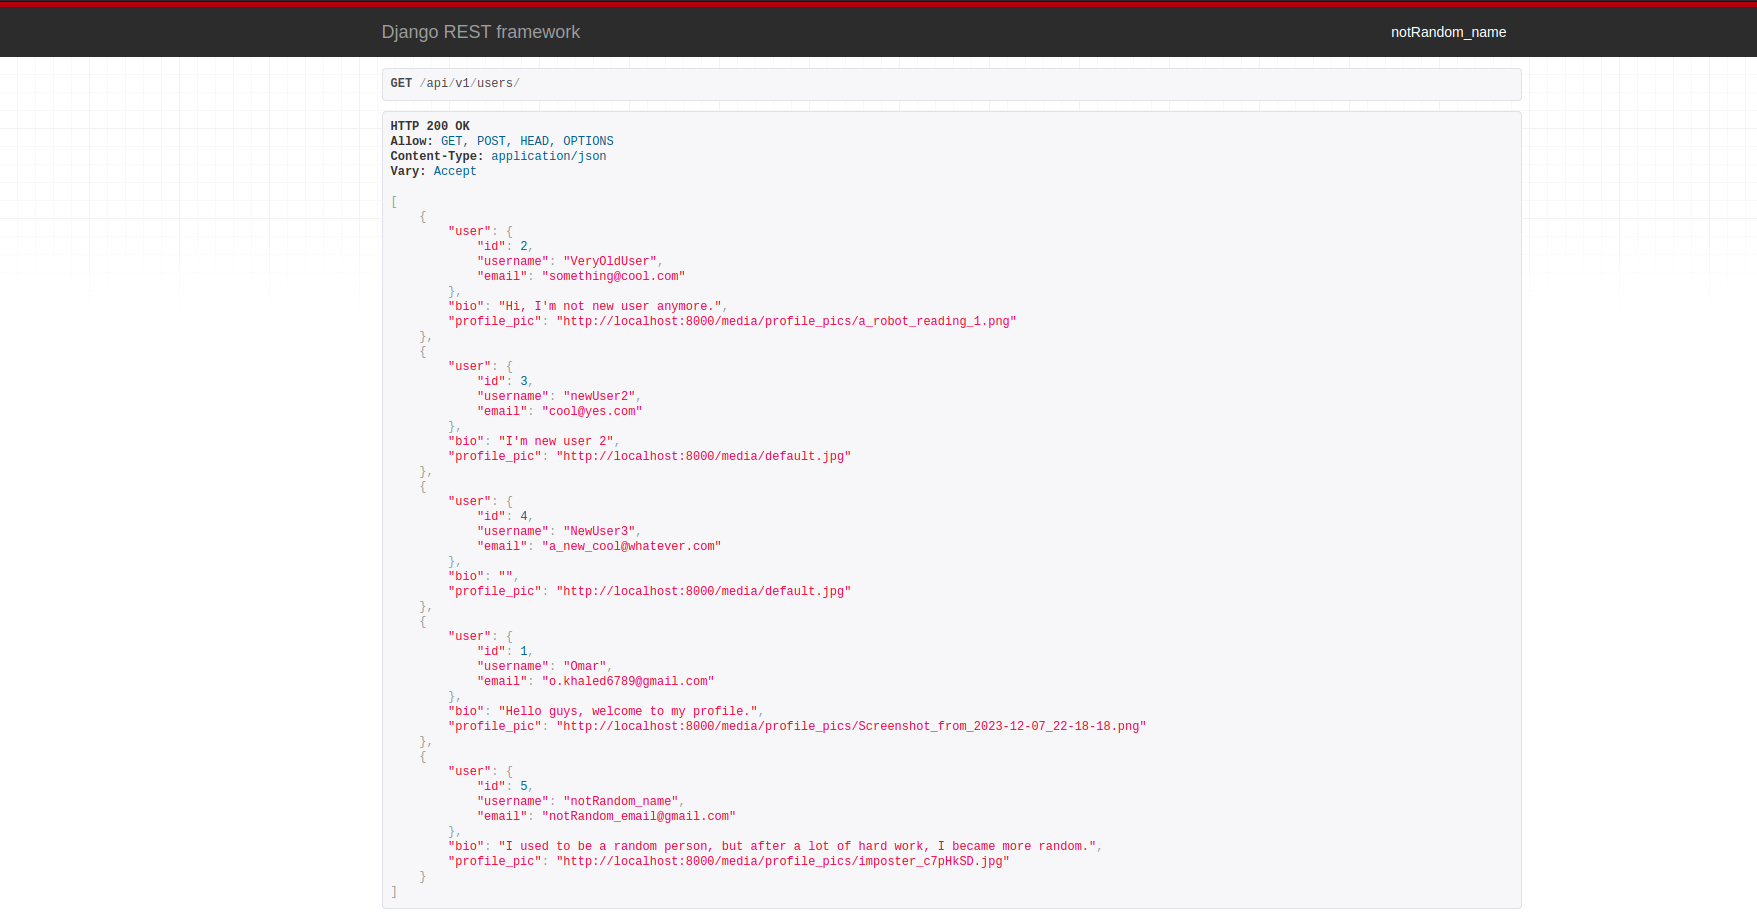 Django REST framework
notRandom_name
GET /api/v1/users/
HTTP 200 OK
Allow: GET, POST, HEAD, OPTIONS
Content-Type: application/json
Vary: Accept
[
    {
        "user": {
            "id": 2,
            "username": "VeryOldUser",
            "email": "something@cool.com"
        },
        "bio": "Hi, I'm not new user anymore.",
        "profile_pic": "http://localhost:8000/media/profile_pics/a_robot_reading_1.png"
    },
    {
        "user": {
            "id": 3,
            "username": "newUser2",
            "email": "cool@yes.com"
        },
        "bio": "I'm new user 2",
        "profile_pic": "http://localhost:8000/media/default.jpg"
    },
    {
        "user": {
            "id": 4,
            "username": "NewUser3",
            "email": "a_new_cool@whatever.com"
        },
        "bio": "",
        "profile_pic": "http://localhost:8000/media/default.jpg"
    },
    {
        "user": {
            "id": 1,
            "username": "Omar",
            "email": "o.khaled6789@gmail.com"
        },
        "bio": "Hello guys, welcome to my profile.",
        "profile_pic": "http://localhost:8000/media/profile_pics/Screenshot_from_2023-12-07_22-18-18.png"
    },
    {
        "user": {
            "id": 5,
            "username": "notRandom_name",
            "email": "notRandom_email@gmail.com"
        },
        "bio": "I used to be a random person, but after a lot of hard work, I became more random.",
        "profile_pic": "http://localhost:8000/media/profile_pics/imposter_c7pHkSD.jpg"
    }
]